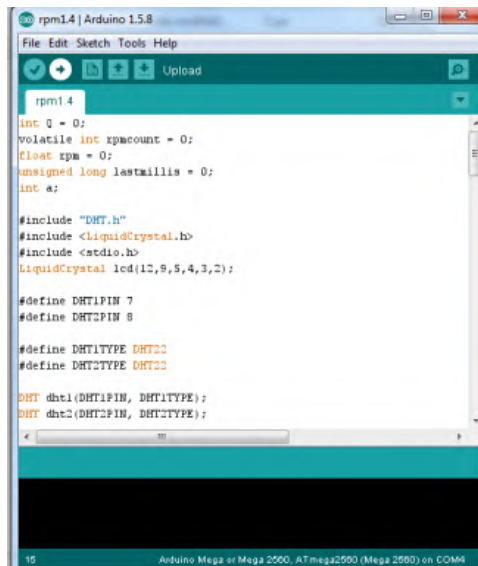 rpm1.4 | Arduino 1.5.8
File Edit Sketch Tools Help
Upload
rpm1.4
int Q = 0;
volatile int rpmcount = 0;
float rpm = 0;
unsigned long lastmillis = 0;
int a;
#include "DHT.h"
#include <LiquidCrystal.h>
#include <stdio.h>
LiquidCrystal lcd(12,9,5,4,3,2);
#define DHT1PIN 7
#define DHT2PIN 8
#define DHT1TYPE DHT22
#define DHT2TYPE DHT22
DHT dht1(DHT1PIN, DHT1TYPE);
DHT dht2(DHT2PIN, DHT2TYPE);
15 Arduino Mega or Mega 2560, ATmega2560 (Mega 2560) on COM4